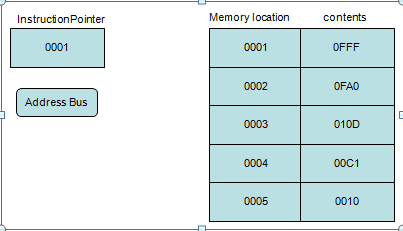 InstructionPointer
0001
Address Bus
Memory location contents
0001 0FFF
0002 0FA0
0003 010D
0004 00C1
0005 0010